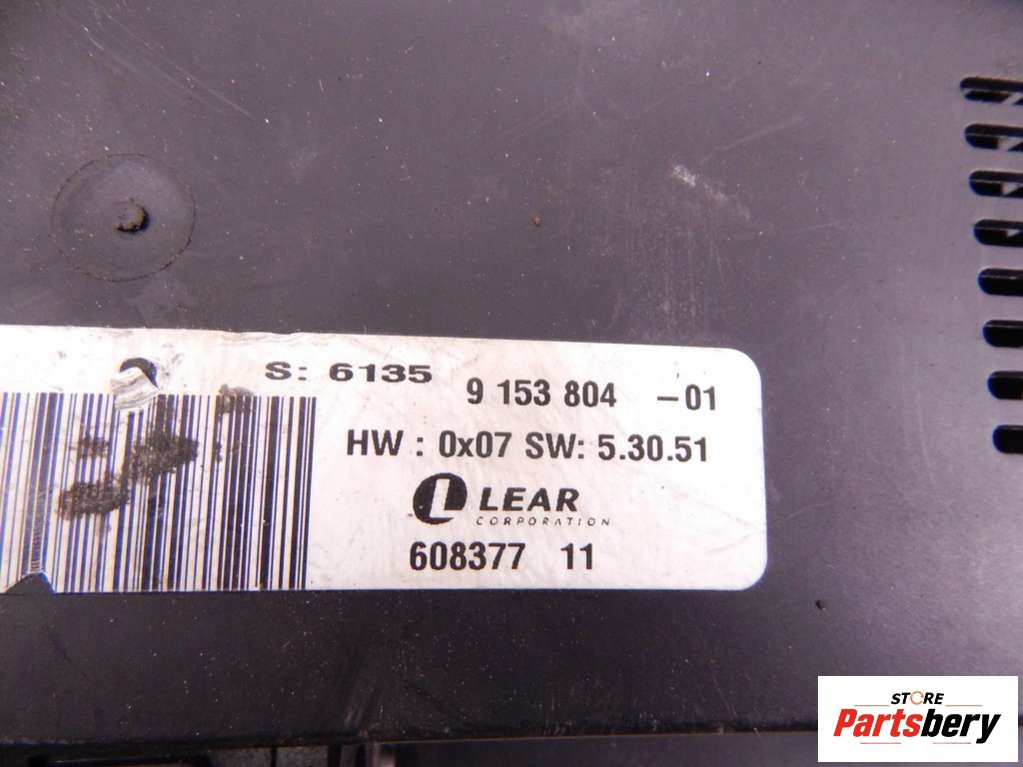 S: 6135
9 153 804 -01
HW : 0x07 SW: 5.30.51
LEAR
CORPORATION
608377 11
STORE
Partsbery